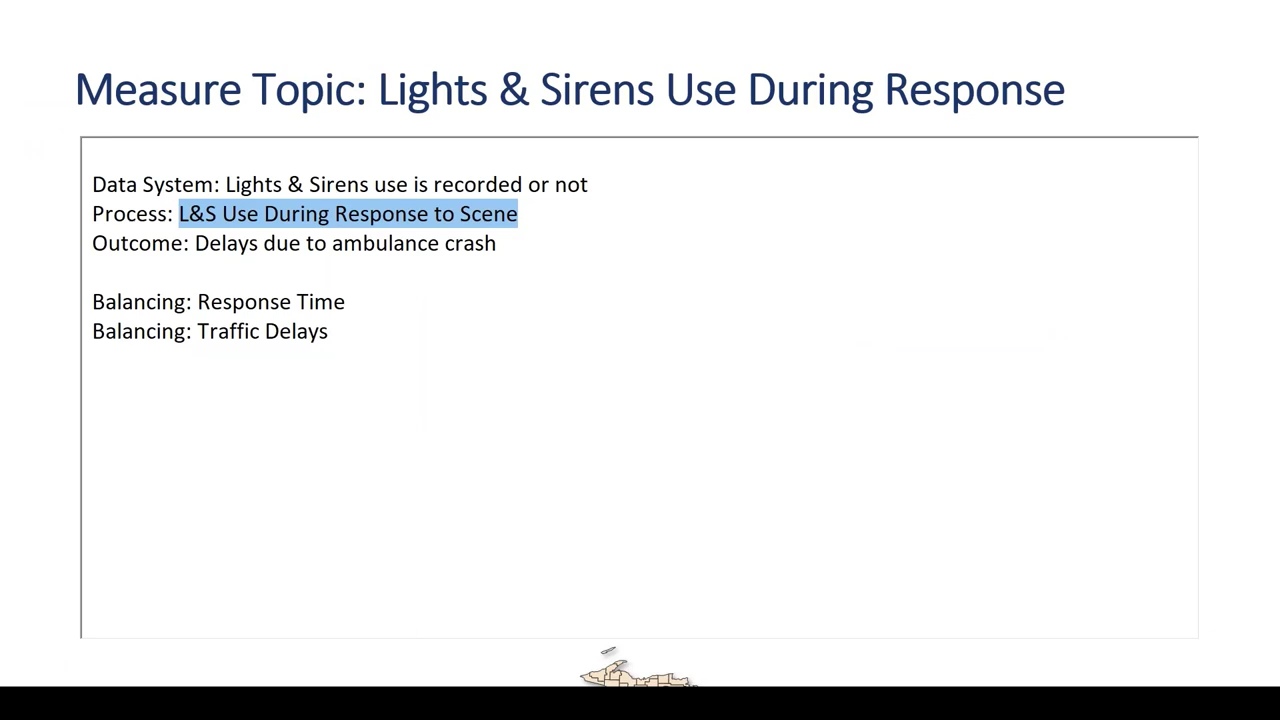 Measure Topic: Lights & Sirens Use During Response
Data System: Lights & Sirens use is recorded or not
Process: L&S Use During Response to Scene
Outcome: Delays due to ambulance crash
Balancing: Response Time
Balancing: Traffic Delays